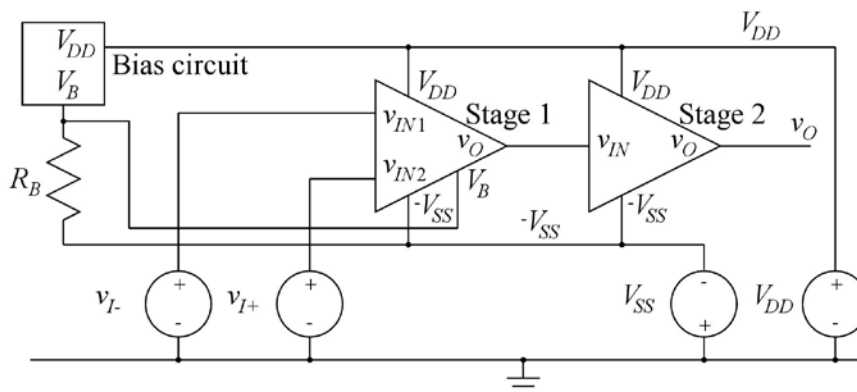 V_DD
V_DD Bias circuit
V_B
V_DD Stage 1
V_DD Stage 2
v_IN1
v_O
v_IN2
V_B
-V_SS
v_IN
v_O
-V_SS
v_O
R_B
-V_SS
v_I-
+
-
v_I+
+
-
V_SS
-
+
V_DD
+
-